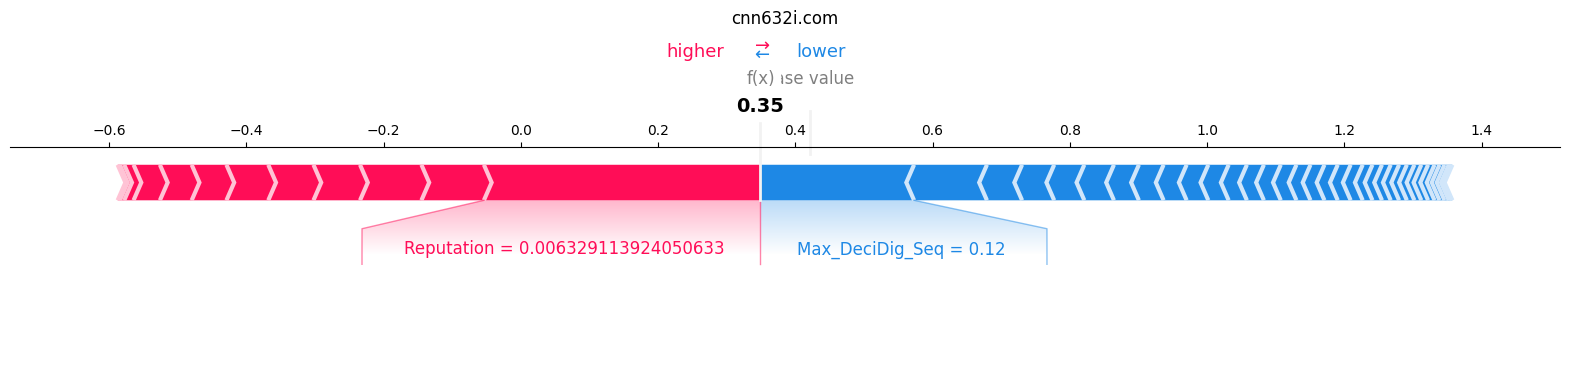 cnn632i.com
higher → lower
←
f(x) ase value
0.35
−0.6 −0.4 −0.2 0.0 0.2 0.4 0.6 0.8 1.0 1.2 1.4
Reputation = 0.006329113924050633 Max_DeciDig_Seq = 0.12